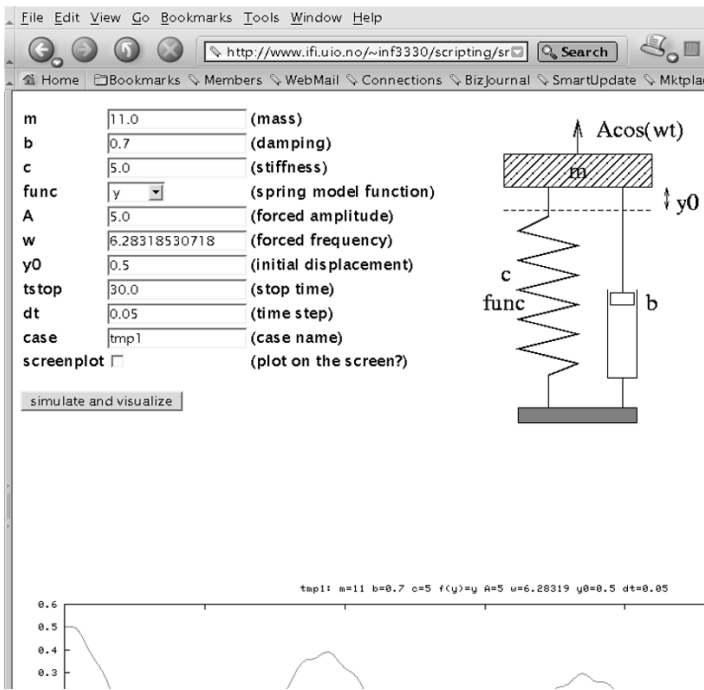 File Edit View Go Bookmarks Tools Window Help
http://www.ifi.uio.no/~inf3330/scripting/sr Search
Home Bookmarks Members WebMail Connections BizJournal SmartUpdate Mktpla
m 11.0 (mass)
b 0.7 (damping)
c 5.0 (stiffness)
func y (spring model function)
A 5.0 (forced amplitude)
w 6.28318530718 (forced frequency)
y0 0.5 (initial displacement)
tstop 30.0 (stop time)
dt 0.05 (time step)
case tmp1 (case name)
screenplot (plot on the screen?)
simulate and visualize
Acos(wt)
m
y0
c
func
b
tmp1: m=11 b=0.7 c=5 f(y)=y A=5 w=6.28319 y0=0.5 dt=0.05
0.6
0.5
0.4
0.3